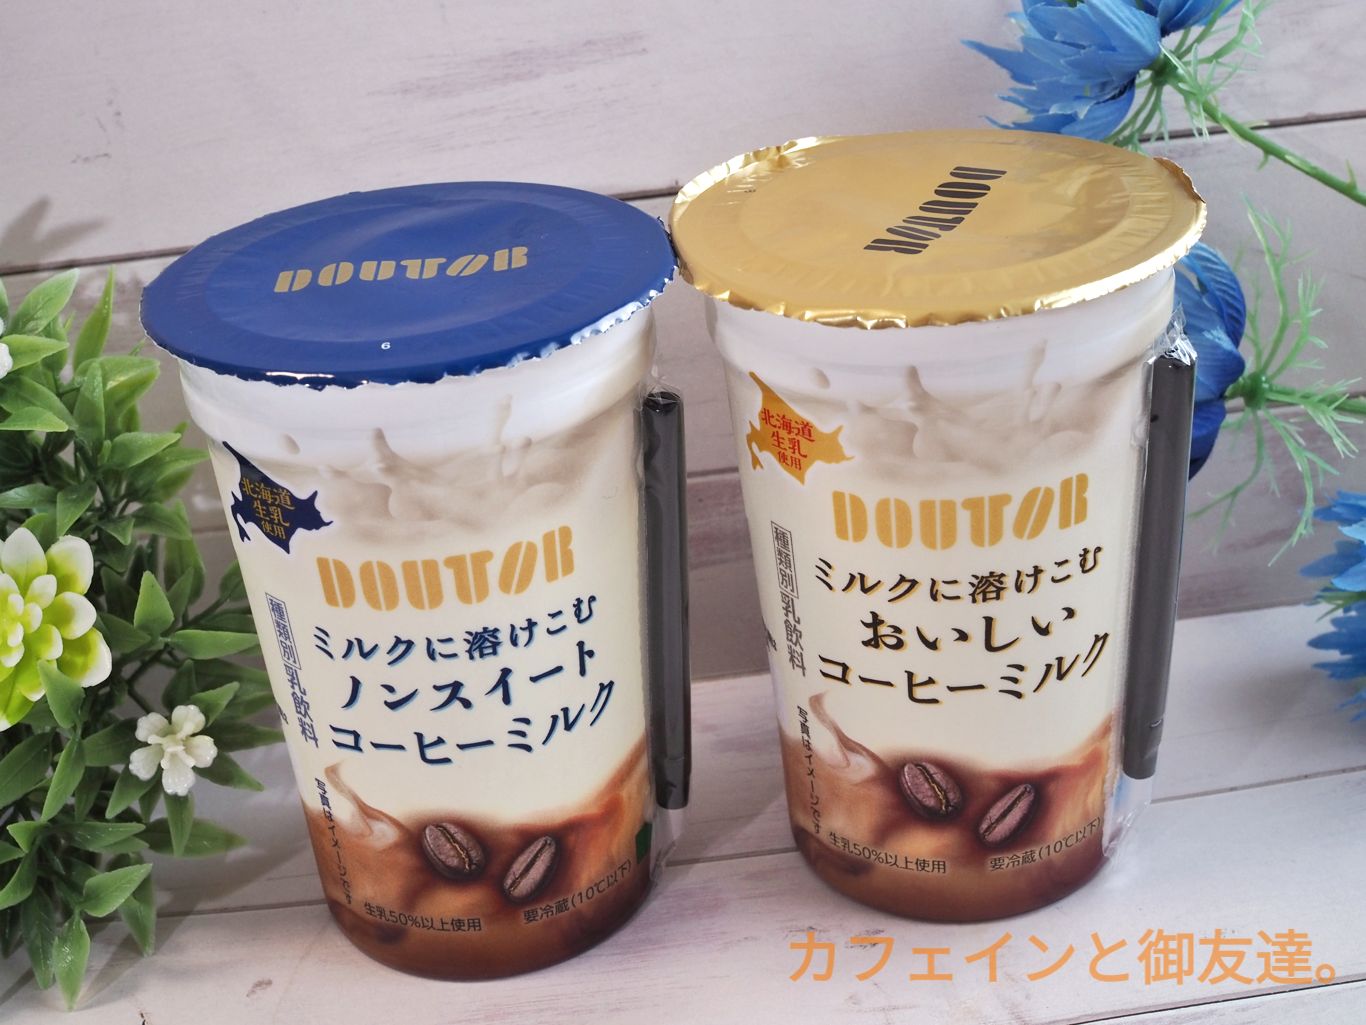 DOUTOR
6
北海道
生乳
使用
DOUTOR
ミルクに溶けこむ
ノンスイート
コーヒーミルク
種類別 乳飲料
写真はイメージです
生乳50%以上使用
要冷蔵(10℃以下)
DOUTOR
北海道
生乳
使用
DOUTOR
ミルクに溶けこむ
おいしい
コーヒーミルク
種類別 乳飲料
写真はイメージです
生乳50%以上使用
要冷蔵(10℃以下)
カフェインと御友達。